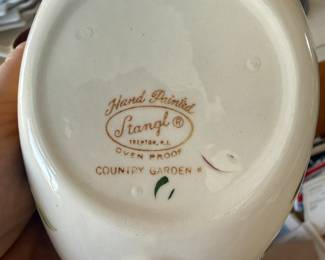 Hand Painted
Stangl ®
TRENTON, N.J.
OVEN PROOF
COUNTRY GARDEN